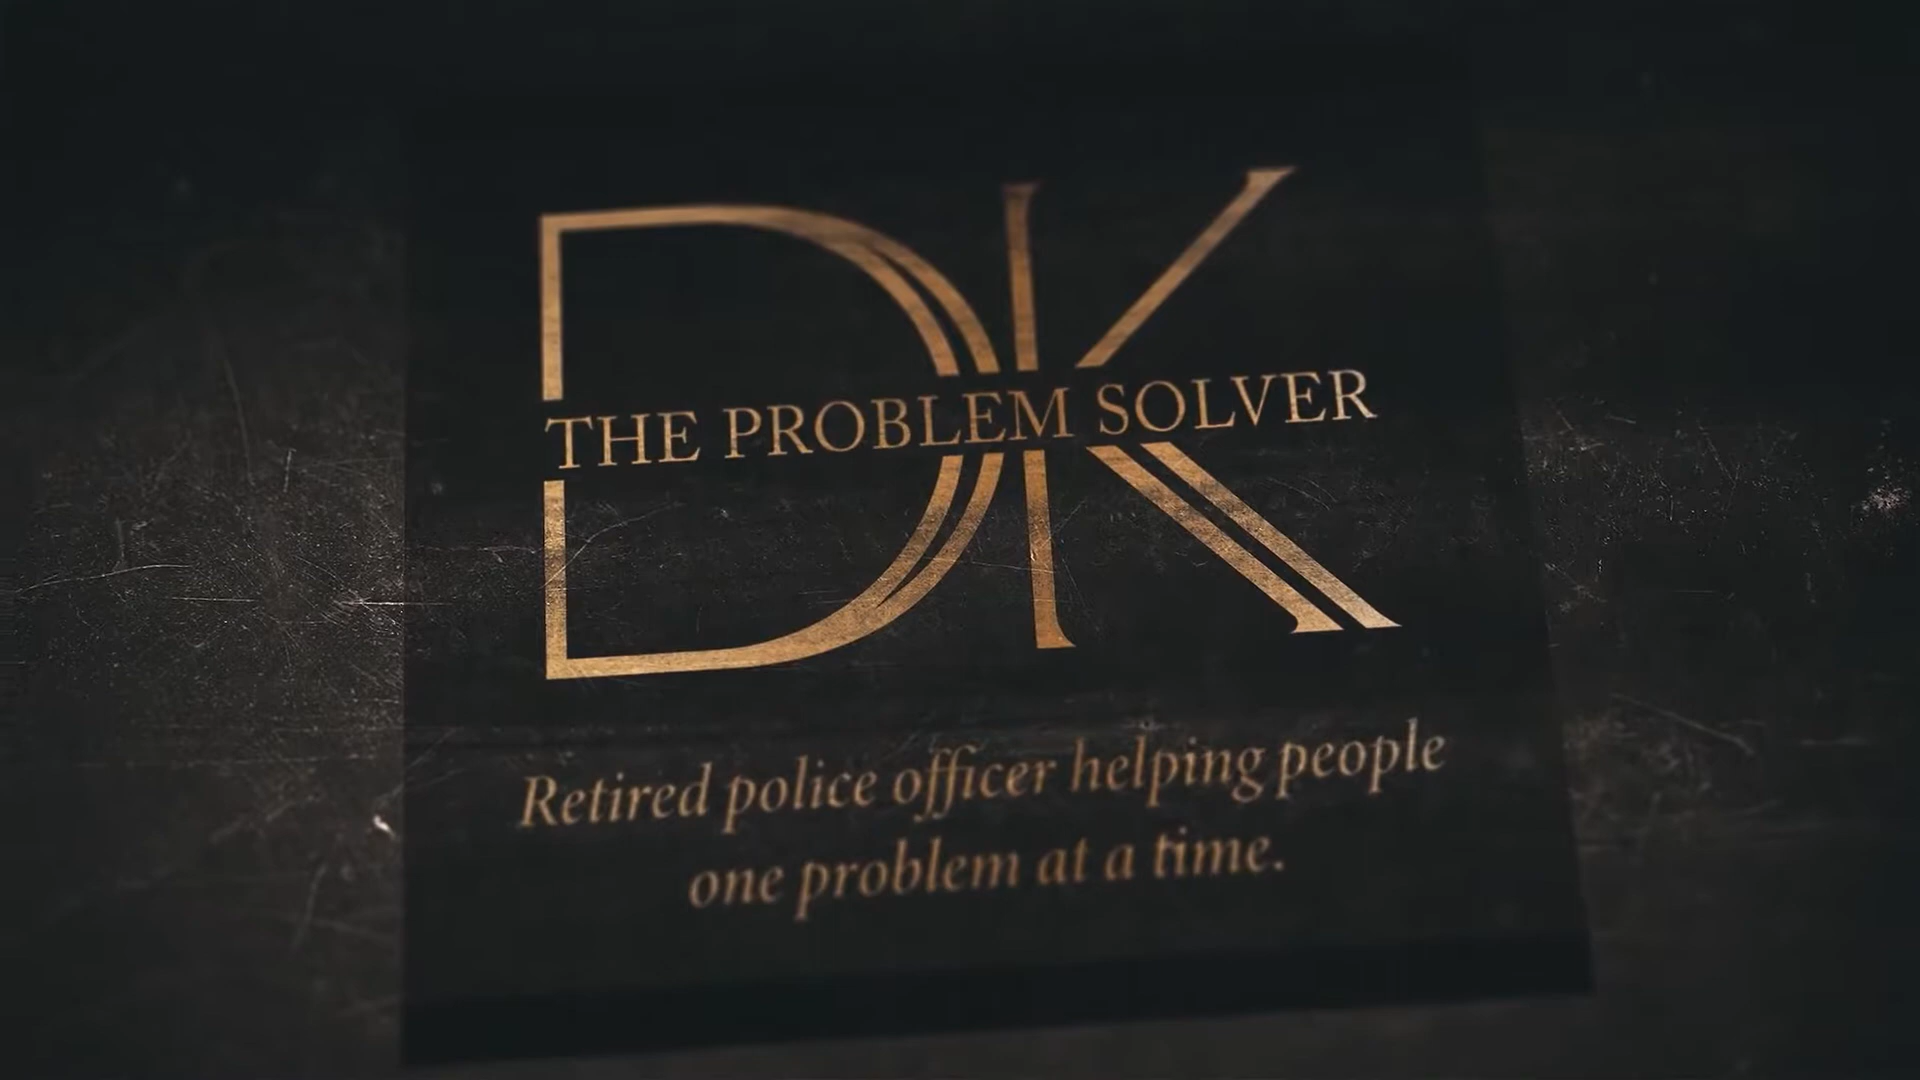 DK
THE PROBLEM SOLVER
Retired police officer helping people
one problem at a time.